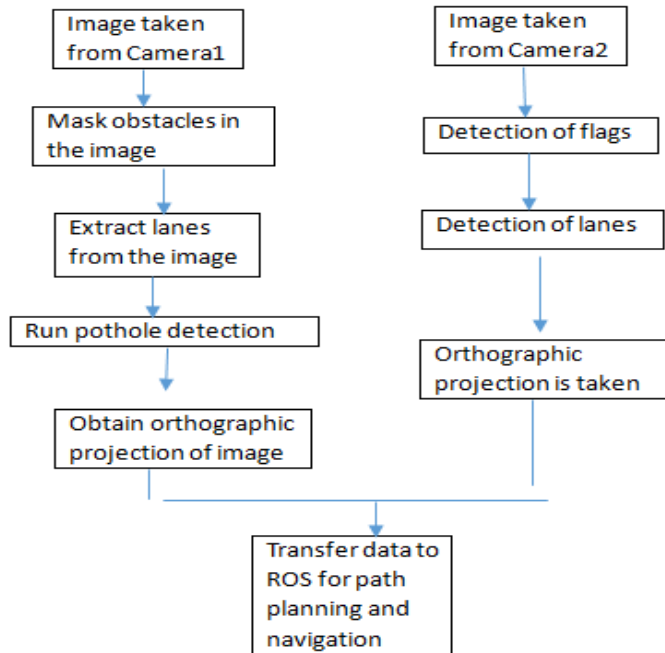 Image taken
from Camera1
Mask obstacles in
the image
Extract lanes
from the image
Run pothole detection
Obtain orthographic
projection of image
Image taken
from Camera2
Detection of flags
Detection of lanes
Orthographic
projection is taken
Transfer data to
ROS for path
planning and
navigation